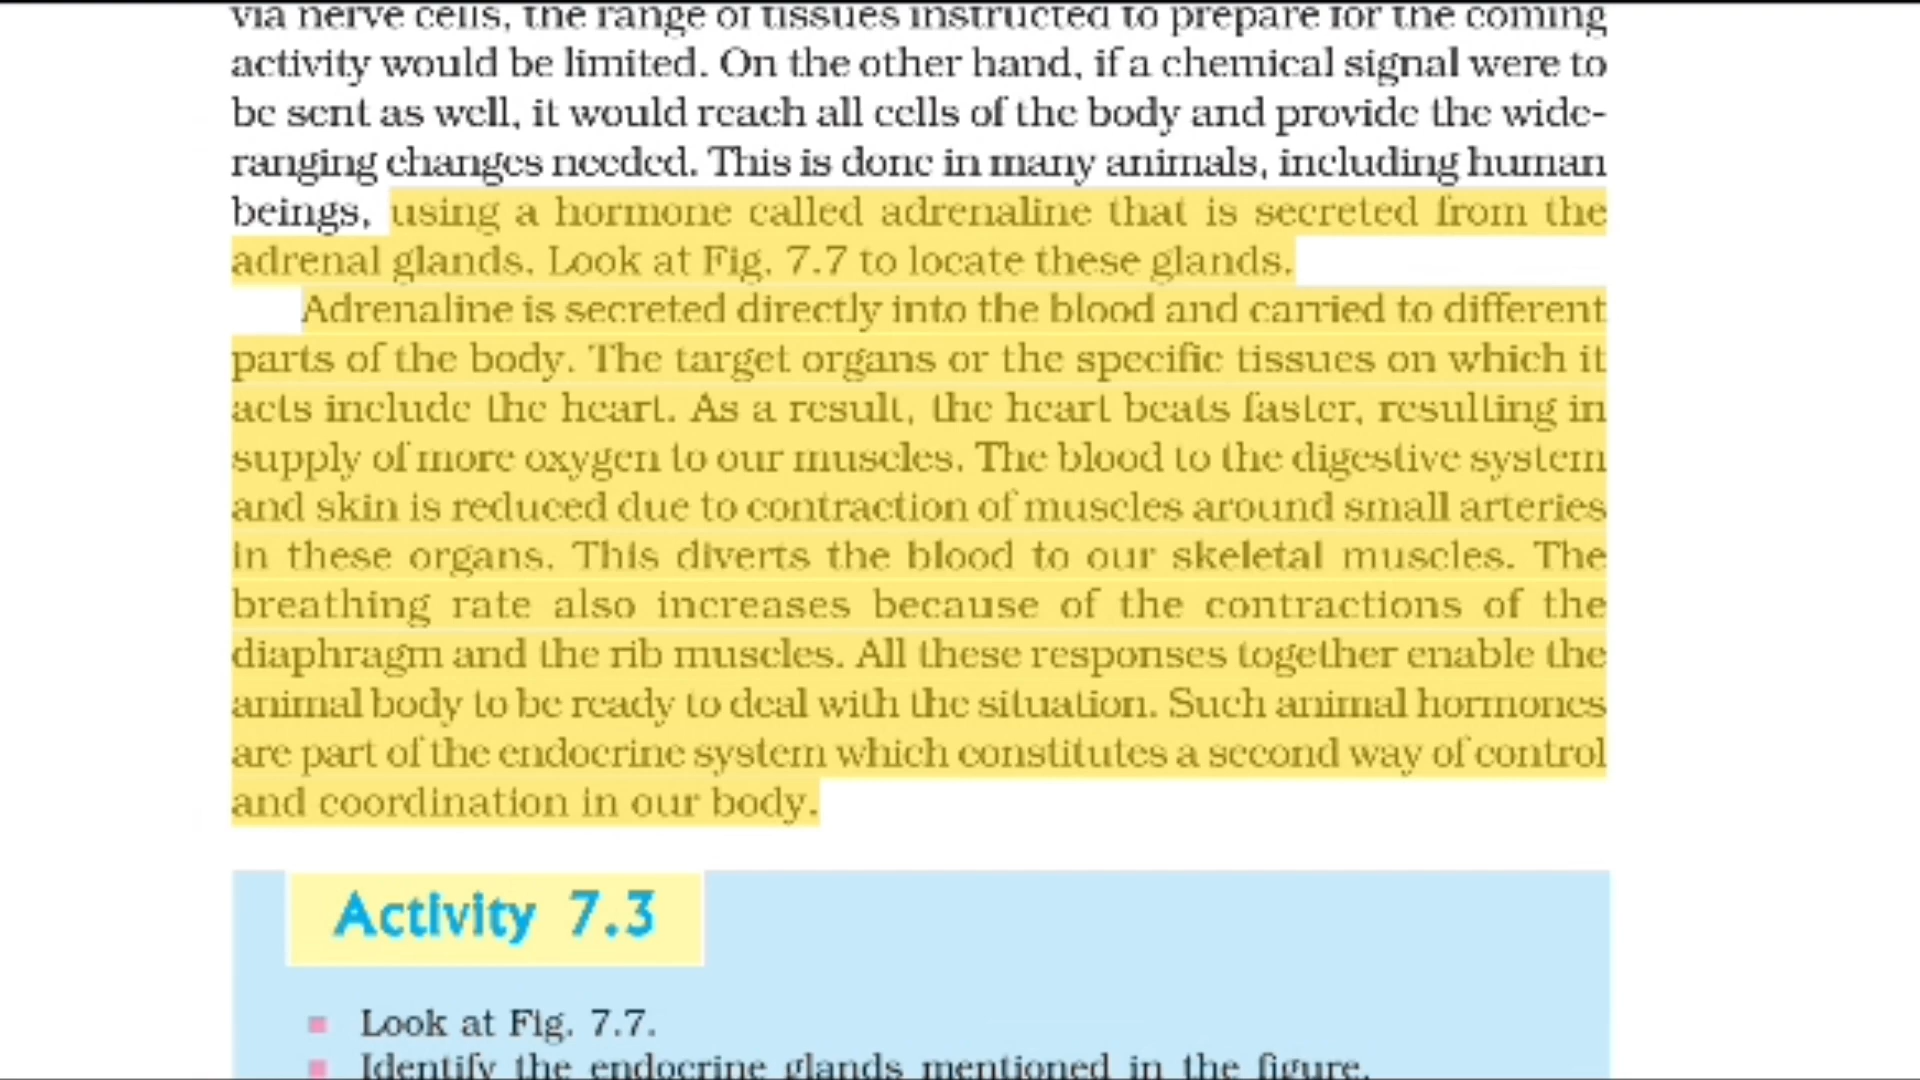 via nerve cells, the range of tissues instructed to prepare for the coming
activity would be limited. On the other hand, if a chemical signal were to
be sent as well, it would reach all cells of the body and provide the wide-
ranging changes needed. This is done in many animals, including human
beings, using a hormone called adrenaline that is secreted from the
adrenal glands. Look at Fig. 7.7 to locate these glands.
Adrenaline is secreted directly into the blood and carried to different
parts of the body. The target organs or the specific tissues on which it
acts include the heart. As a result, the heart beats faster, resulting in
supply of more oxygen to our muscles. The blood to the digestive system
and skin is reduced due to contraction of muscles around small arteries
in these organs. This diverts the blood to our skeletal muscles. The
breathing rate also increases because of the contractions of the
diaphragm and the rib muscles. All these responses together enable the
animal body to be ready to deal with the situation. Such animal hormones
are part of the endocrine system which constitutes a second way of control
and coordination in our body.
Activity 7.3
Look at Fig. 7.7.
Identify the endocrine glands mentioned in the figure.